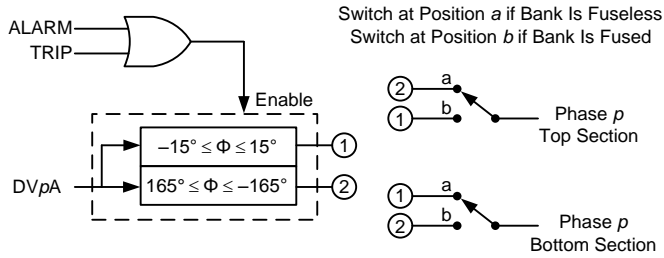 Switch at Position a if Bank Is Fuseless
Switch at Position b if Bank Is Fused
ALARM
TRIP
Enable
−15° ≤ Φ ≤ 15°
1
DVpA
165° ≤ Φ ≤ −165°
2
2
a
1
b
Phase p
Top Section
1
a
2
b
Phase p
Bottom Section